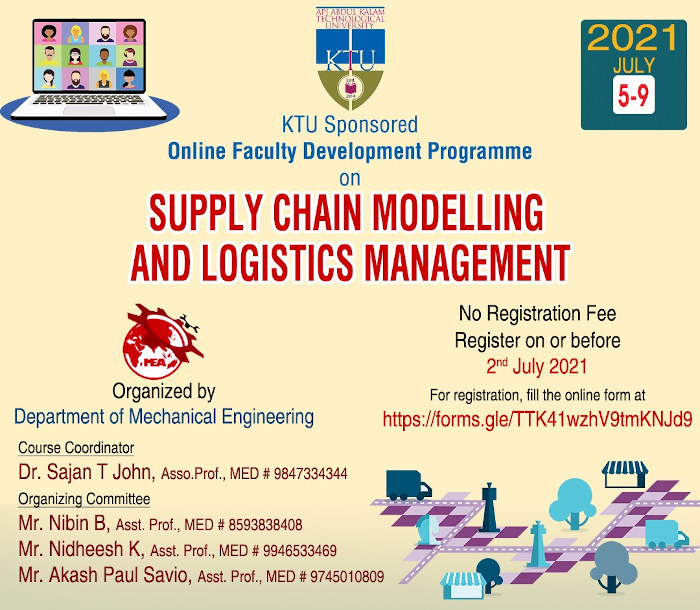 API ABDUL KALAM
TECHNOLOGICAL
UNIVERSITY
KTU
2014
2021
JULY
5-9
KTU Sponsored
Online Faculty Development Programme
on
SUPPLY CHAIN MODELLING
AND LOGISTICS MANAGEMENT
MEA
Organized by
Department of Mechanical Engineering
No Registration Fee
Register on or before
2nd July 2021
For registration, fill the online form at
https://forms.gle/TTK41wzhV9tmKNJd9
Course Coordinator
Dr. Sajan T John, Asso.Prof., MED # 9847334344
Organizing Committee
Mr. Nibin B, Asst. Prof., MED # 8593838408
Mr. Nidheesh K, Asst. Prof., MED # 9946533469
Mr. Akash Paul Savio, Asst. Prof., MED # 9745010809